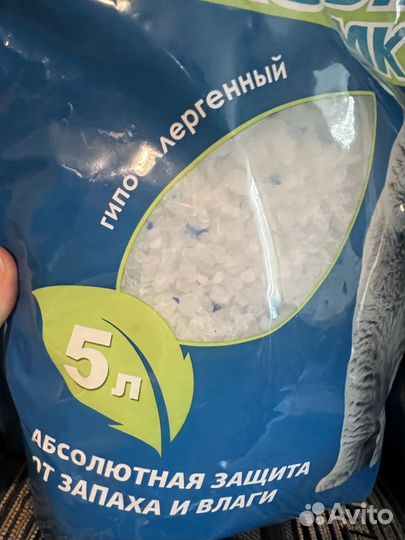 гипоаллергенный
5 л
АБСОЛЮТНАЯ ЗАЩИТА
ОТ ЗАПАХА И ВЛАГИ
Avito